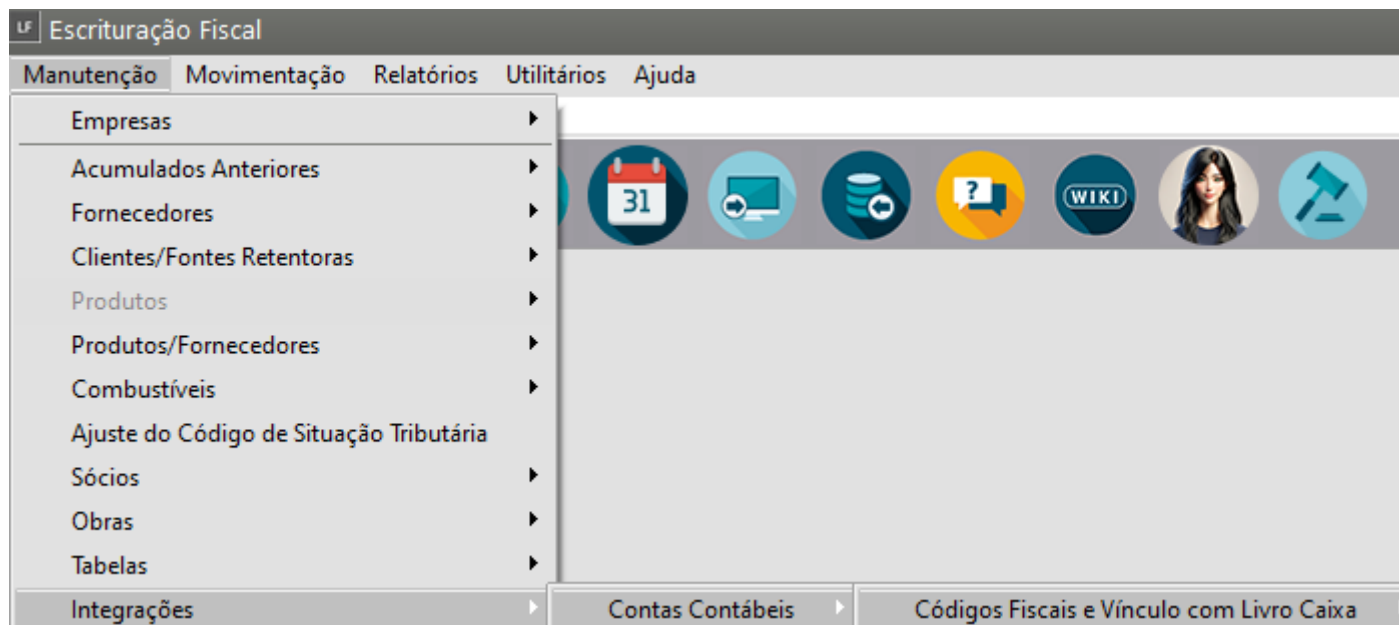 LF Escrituração Fiscal
Manutenção Movimentação Relatórios Utilitários Ajuda
Empresas
Acumulados Anteriores
31 ? WIKI
Fornecedores
Clientes/Fontes Retentoras
Produtos
Produtos/Fornecedores
Combustíveis
Ajuste do Código de Situação Tributária
Sócios
Obras
Tabelas
Integrações Contas Contábeis Códigos Fiscais e Vínculo com Livro Caixa